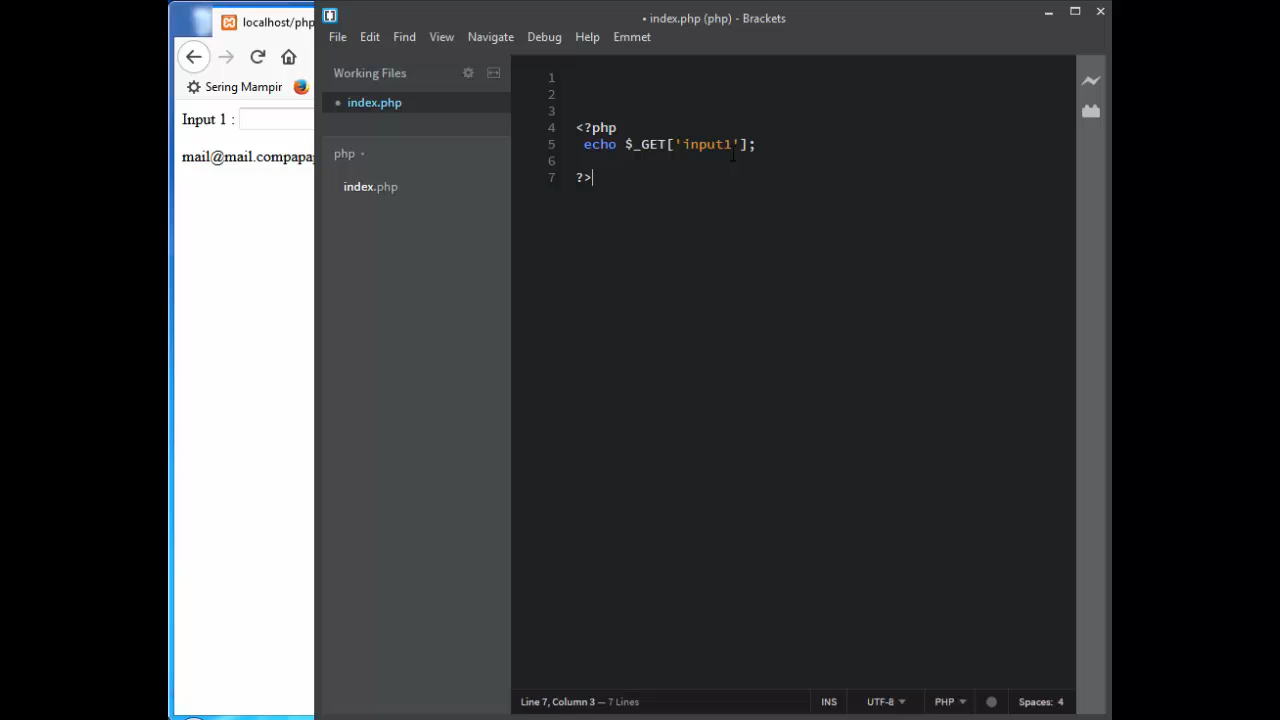 localhost/php
Sering Mampir
Input 1 :
mail@mail.compapa
• index.php (php) - Brackets
File Edit Find View Navigate Debug Help Emmet
Working Files
index.php
php
index.php
1
2
3
4 <?php
5 echo $_GET['input1'];
6
7 ?>
Line 7, Column 3 — 7 Lines
INS UTF-8 PHP Spaces: 4